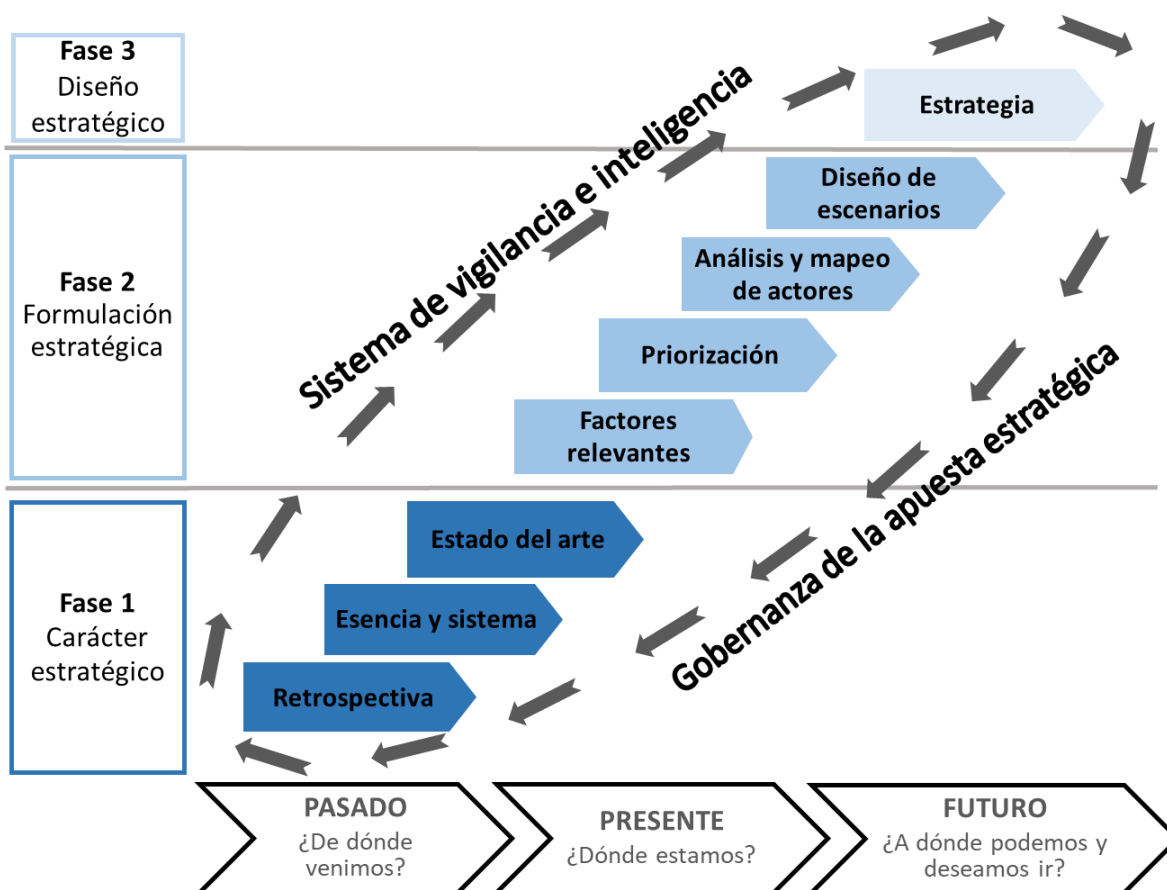 Fase 3
Diseño
estratégico
Estrategia
Sistema de vigilancia e inteligencia
Fase 2
Formulación
estratégica
Diseño de
escenarios
Análisis y mapeo
de actores
Priorización
Factores
relevantes
Gobernanza de la apuesta estratégica
Fase 1
Carácter
estratégico
Estado del arte
Esencia y sistema
Retrospectiva
PASADO
¿De dónde
venimos?
PRESENTE
¿Dónde estamos?
FUTURO
¿A dónde podemos y
deseamos ir?